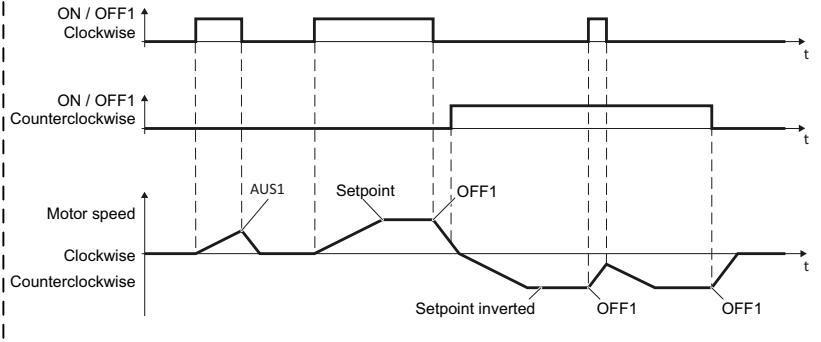 ON / OFF1
Clockwise
t
ON / OFF1
Counterclockwise
t
AUS1
Setpoint
OFF1
Motor speed
Clockwise
t
Counterclockwise
Setpoint inverted
OFF1
OFF1